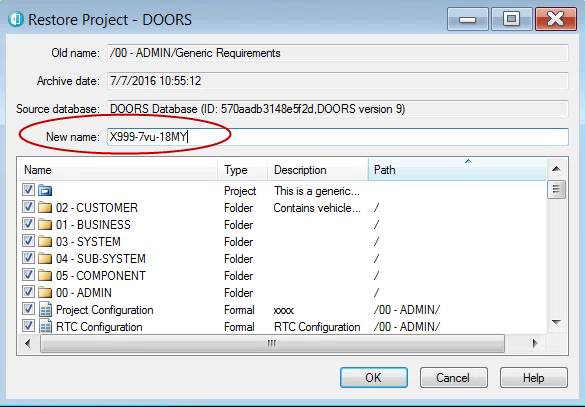 Restore Project - DOORS
Old name: /00 - ADMIN/Generic Requirements
Archive date: 7/7/2016 10:55:12
Source database: DOORS Database (ID: 570aadb3148e5f2d,DOORS version 9)
New name: X999-7vu-18MY
Name Type Description Path
Project This is a generic...
02 - CUSTOMER Folder Contains vehicle... /
01 - BUSINESS Folder /
03 - SYSTEM Folder /
04 - SUB-SYSTEM Folder /
05 - COMPONENT Folder /
00 - ADMIN Folder /
Project Configuration Formal xxxx /00 - ADMIN/
RTC Configuration Formal RTC Configuration /00 - ADMIN/
OK Cancel Help